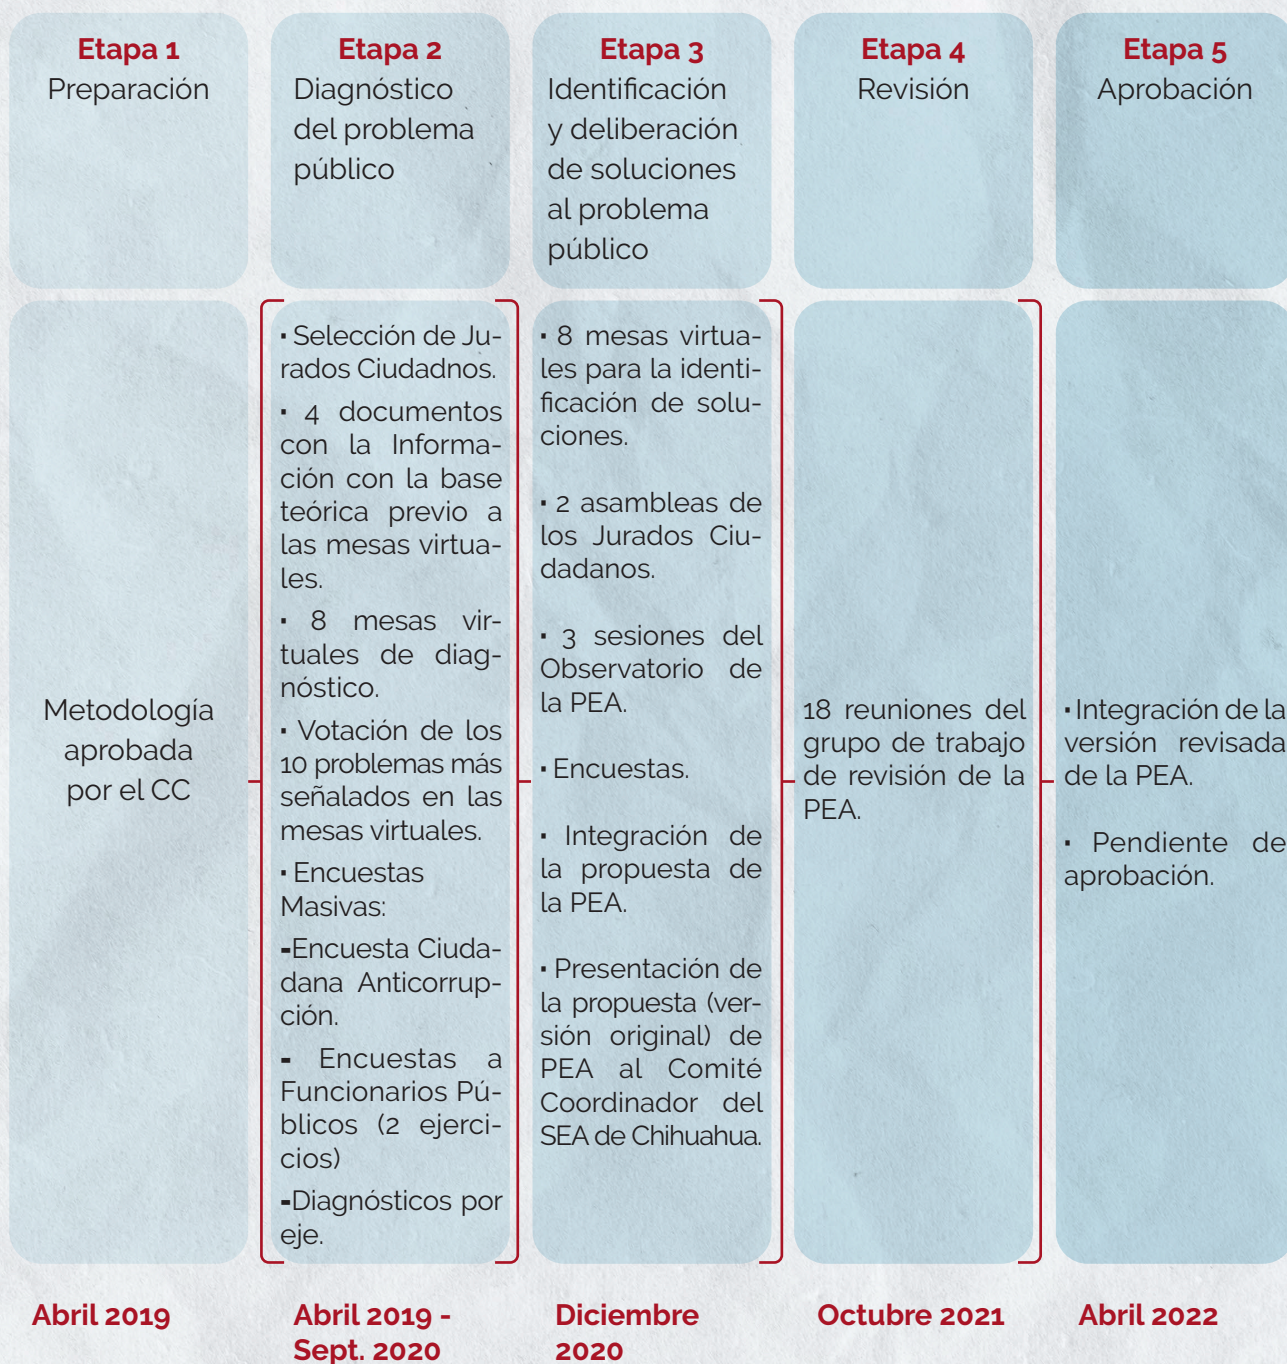 Etapa 1
Preparación
Etapa 2
Diagnóstico
del problema
público
Etapa 3
Identificación
y deliberación
de soluciones
al problema
público
Etapa 4
Revisión
Etapa 5
Aprobación
Metodología
aprobada
por el CC
· Selección de Ju-
rados Ciudadnos.
· 4 documentos
con la Informa-
ción con la base
teórica previo a
las mesas virtua-
les.
· 8 mesas vir-
tuales de diag-
nóstico.
· Votación de los
10 problemas más
señalados en las
mesas virtuales.
· Encuestas
Masivas:
-Encuesta Ciuda-
dana Anticorrup-
ción.
- Encuestas a
Funcionarios Pú-
blicos (2 ejerci-
cios)
-Diagnósticos por
eje.
· 8 mesas virtua-
les para la identi-
ficación de solu-
ciones.
· 2 asambleas de
los Jurados Ciu-
dadanos.
· 3 sesiones del
Observatorio de
la PEA.
· Encuestas.
· Integración de
la propuesta de
la PEA.
· Presentación de
la propuesta (ver-
sión original) de
PEA al Comité
Coordinador del
SEA de Chihuahua.
18 reuniones del
grupo de trabajo
de revisión de la
PEA.
· Integración de la
versión revisada
de la PEA.
· Pendiente de
aprobación.
Abril 2019
Abril 2019 -
Sept. 2020
Diciembre
2020
Octubre 2021
Abril 2022